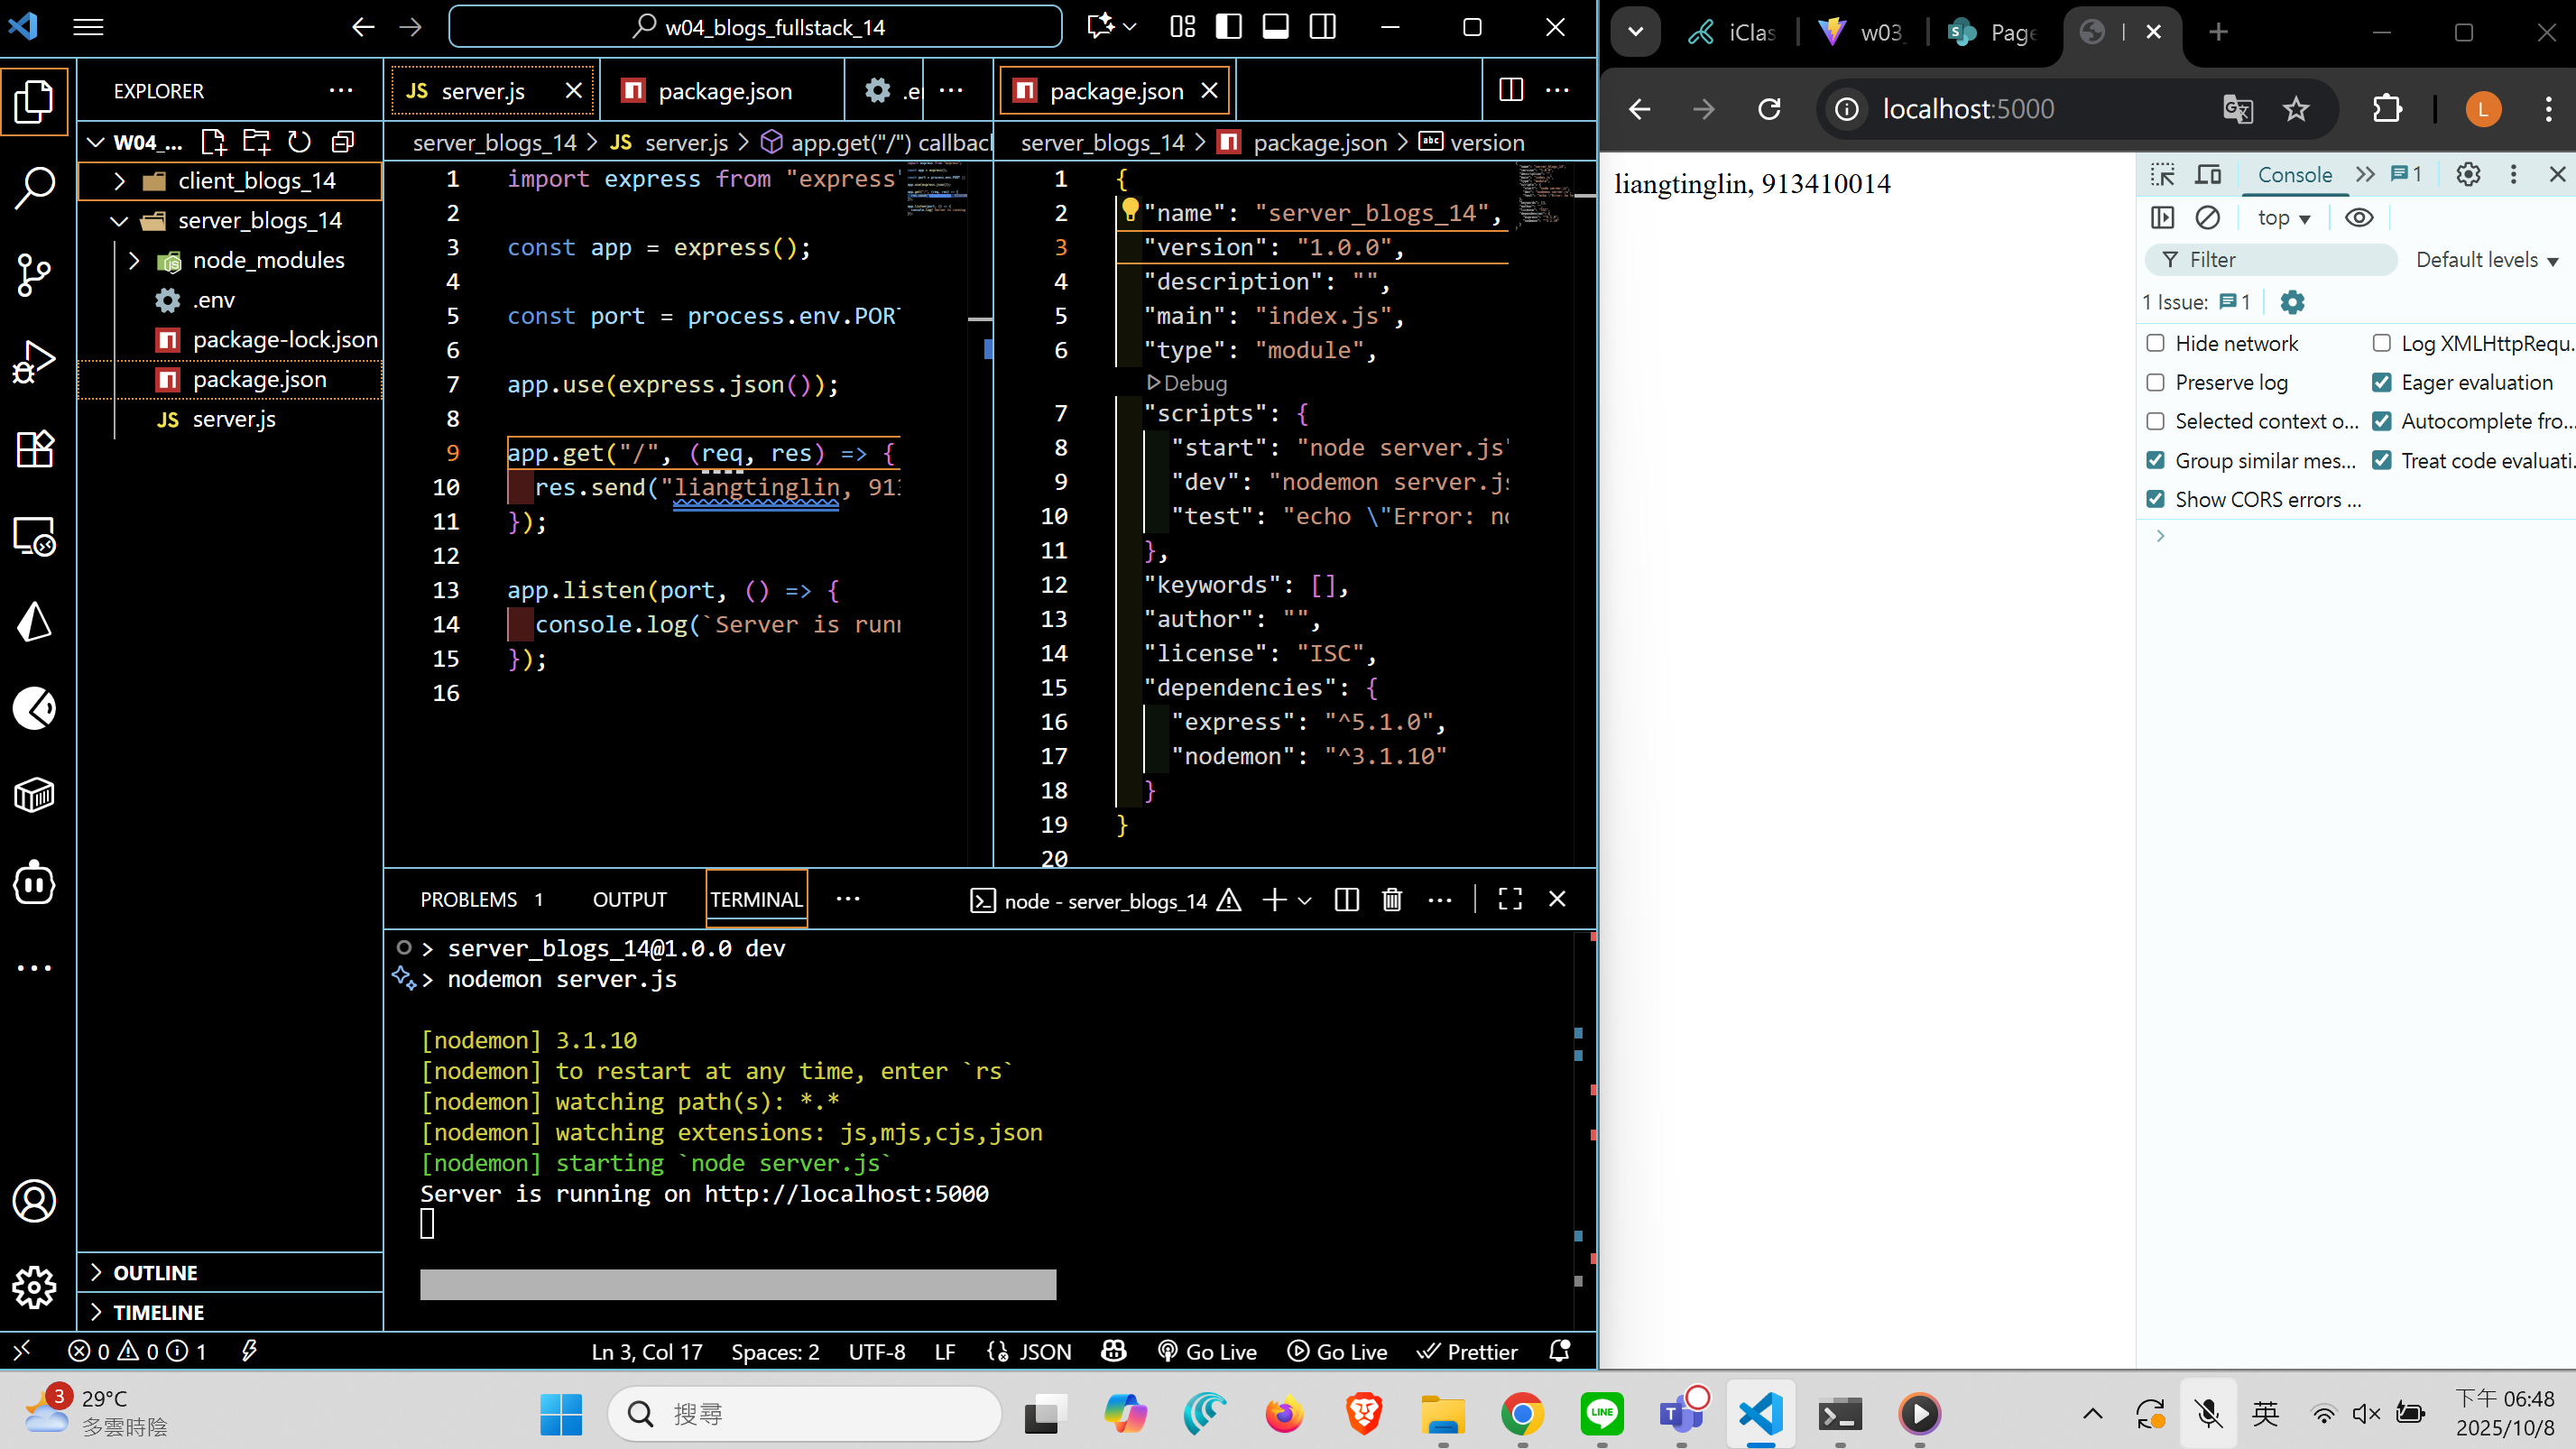 w04_blogs_fullstack_14
EXPLORER
W04_...
client_blogs_14
server_blogs_14
node_modules
.env
package-lock.json
package.json
server.js
OUTLINE
TIMELINE
JS server.js
package.json
.e
server_blogs_14 > JS server.js > app.get("/") callback
1 import express from "express"
2
3 const app = express();
4
5 const port = process.env.PORT
6
7 app.use(express.json());
8
9 app.get("/", (req, res) => {
10 res.send("liangtinglin, 913
11 });
12
13 app.listen(port, () => {
14 console.log(`Server is runn
15 });
16
package.json
server_blogs_14 > package.json > abc version
1 {
2 "name": "server_blogs_14",
3 "version": "1.0.0",
4 "description": "",
5 "main": "index.js",
6 "type": "module",
Debug
7 "scripts": {
8 "start": "node server.js"
9 "dev": "nodemon server.js
10 "test": "echo \"Error: no
11 },
12 "keywords": [],
13 "author": "",
14 "license": "ISC",
15 "dependencies": {
16 "express": "^5.1.0",
17 "nodemon": "^3.1.10"
18 }
19 }
20
PROBLEMS 1 OUTPUT TERMINAL ...
node - server_blogs_14
> server_blogs_14@1.0.0 dev
> nodemon server.js
[nodemon] 3.1.10
[nodemon] to restart at any time, enter `rs`
[nodemon] watching path(s): *.*
[nodemon] watching extensions: js,mjs,cjs,json
[nodemon] starting `node server.js`
Server is running on http://localhost:5000
0 0 1
Ln 3, Col 17 Spaces: 2 UTF-8 LF JSON Go Live Go Live Prettier
iClas
w03_
Page
localhost:5000
L
liangtinglin, 913410014
Console 1
top
Filter
Default levels
1 Issue: 1
Hide network
Log XMLHttpRequ...
Preserve log
Eager evaluation
Selected context o...
Autocomplete fro...
Group similar mes...
Treat code evaluati...
Show CORS errors ...
3
29°C
多雲時陰
搜尋
LINE
英
下午 06:48
2025/10/8